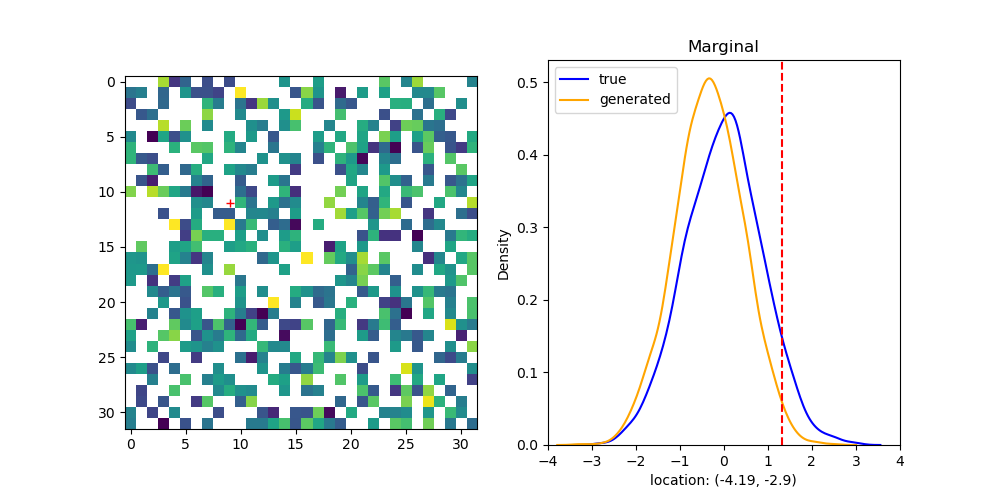 Marginal
true
generated
0
5
10
15
20
25
30
0 5 10 15 20 25 30
Density
0.5
0.4
0.3
0.2
0.1
0.0
−4 −3 −2 −1 0 1 2 3 4
location: (-4.19, -2.9)